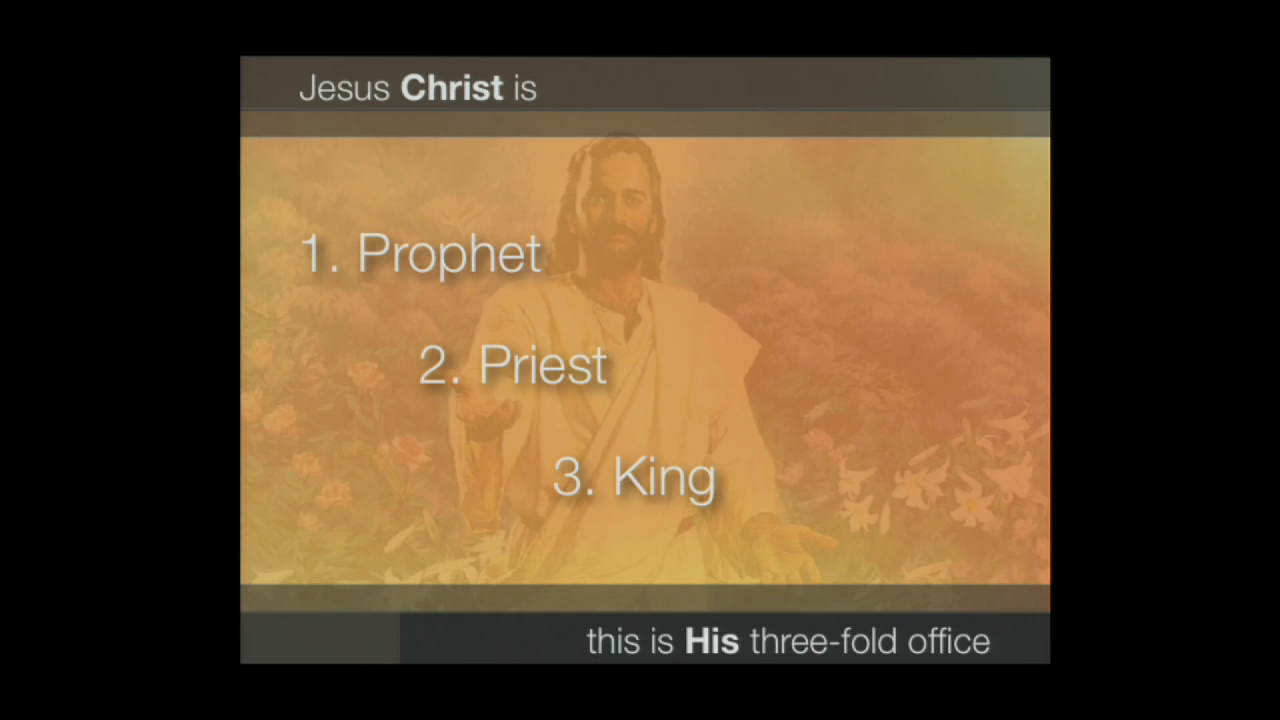 Jesus Christ is
1. Prophet
2. Priest
3. King
this is His three-fold office